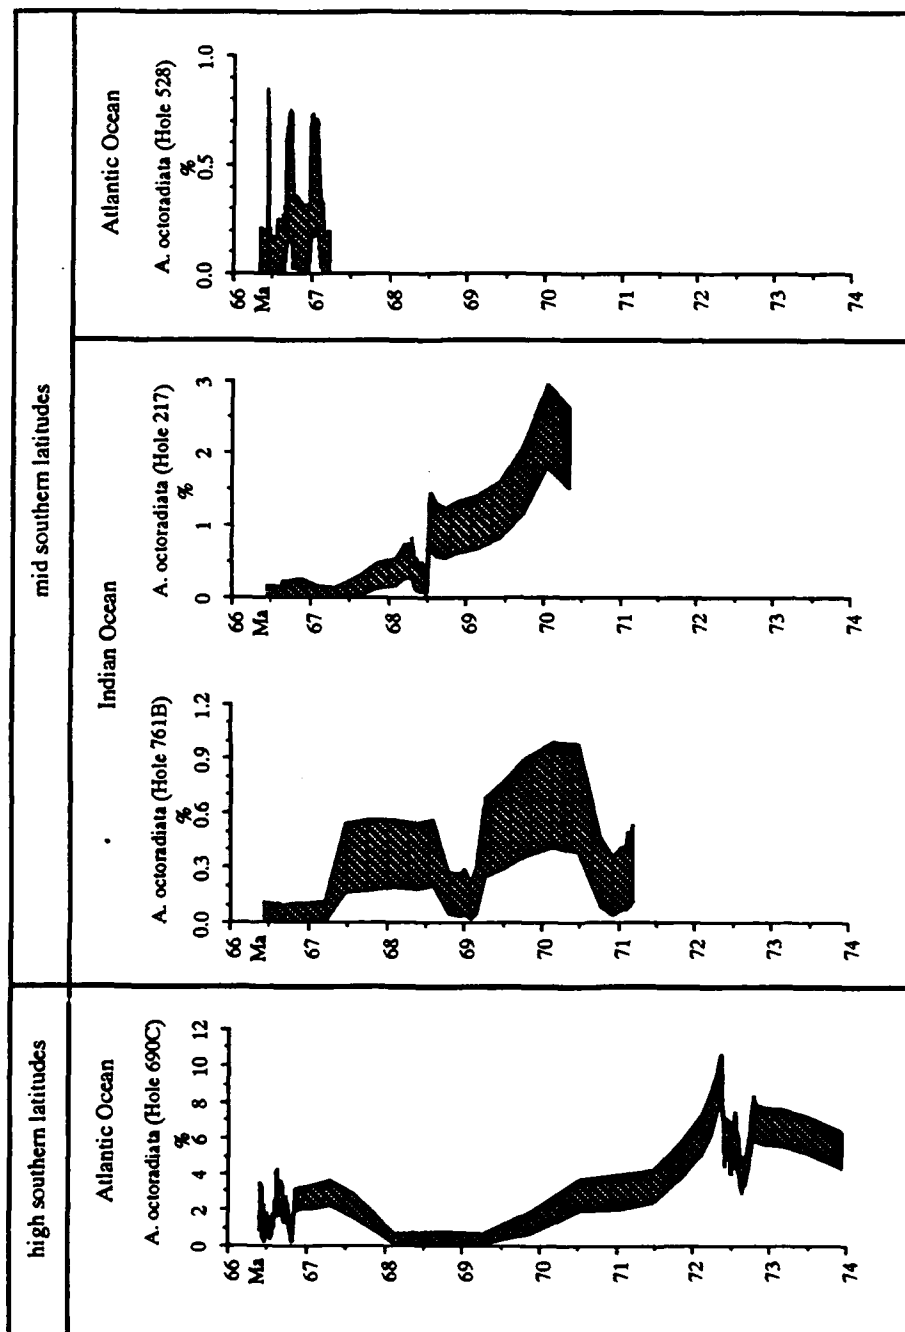 high southern latitudes
mid southern latitudes
Atlantic Ocean
Indian Ocean
Atlantic Ocean
A. octoradiata (Hole 690C)
%
0 2 4 6 8 10 12
66
Ma
67
68
69
70
71
72
73
74
A. octoradiata (Hole 761B)
%
0.0 0.3 0.6 0.9 1.2
66
Ma
67
68
69
70
71
72
73
74
A. octoradiata (Hole 217)
%
0 1 2 3
66
Ma
67
68
69
70
71
72
73
74
A. octoradiata (Hole 528)
%
0.0 0.5 1.0
66
Ma
67
68
69
70
71
72
73
74